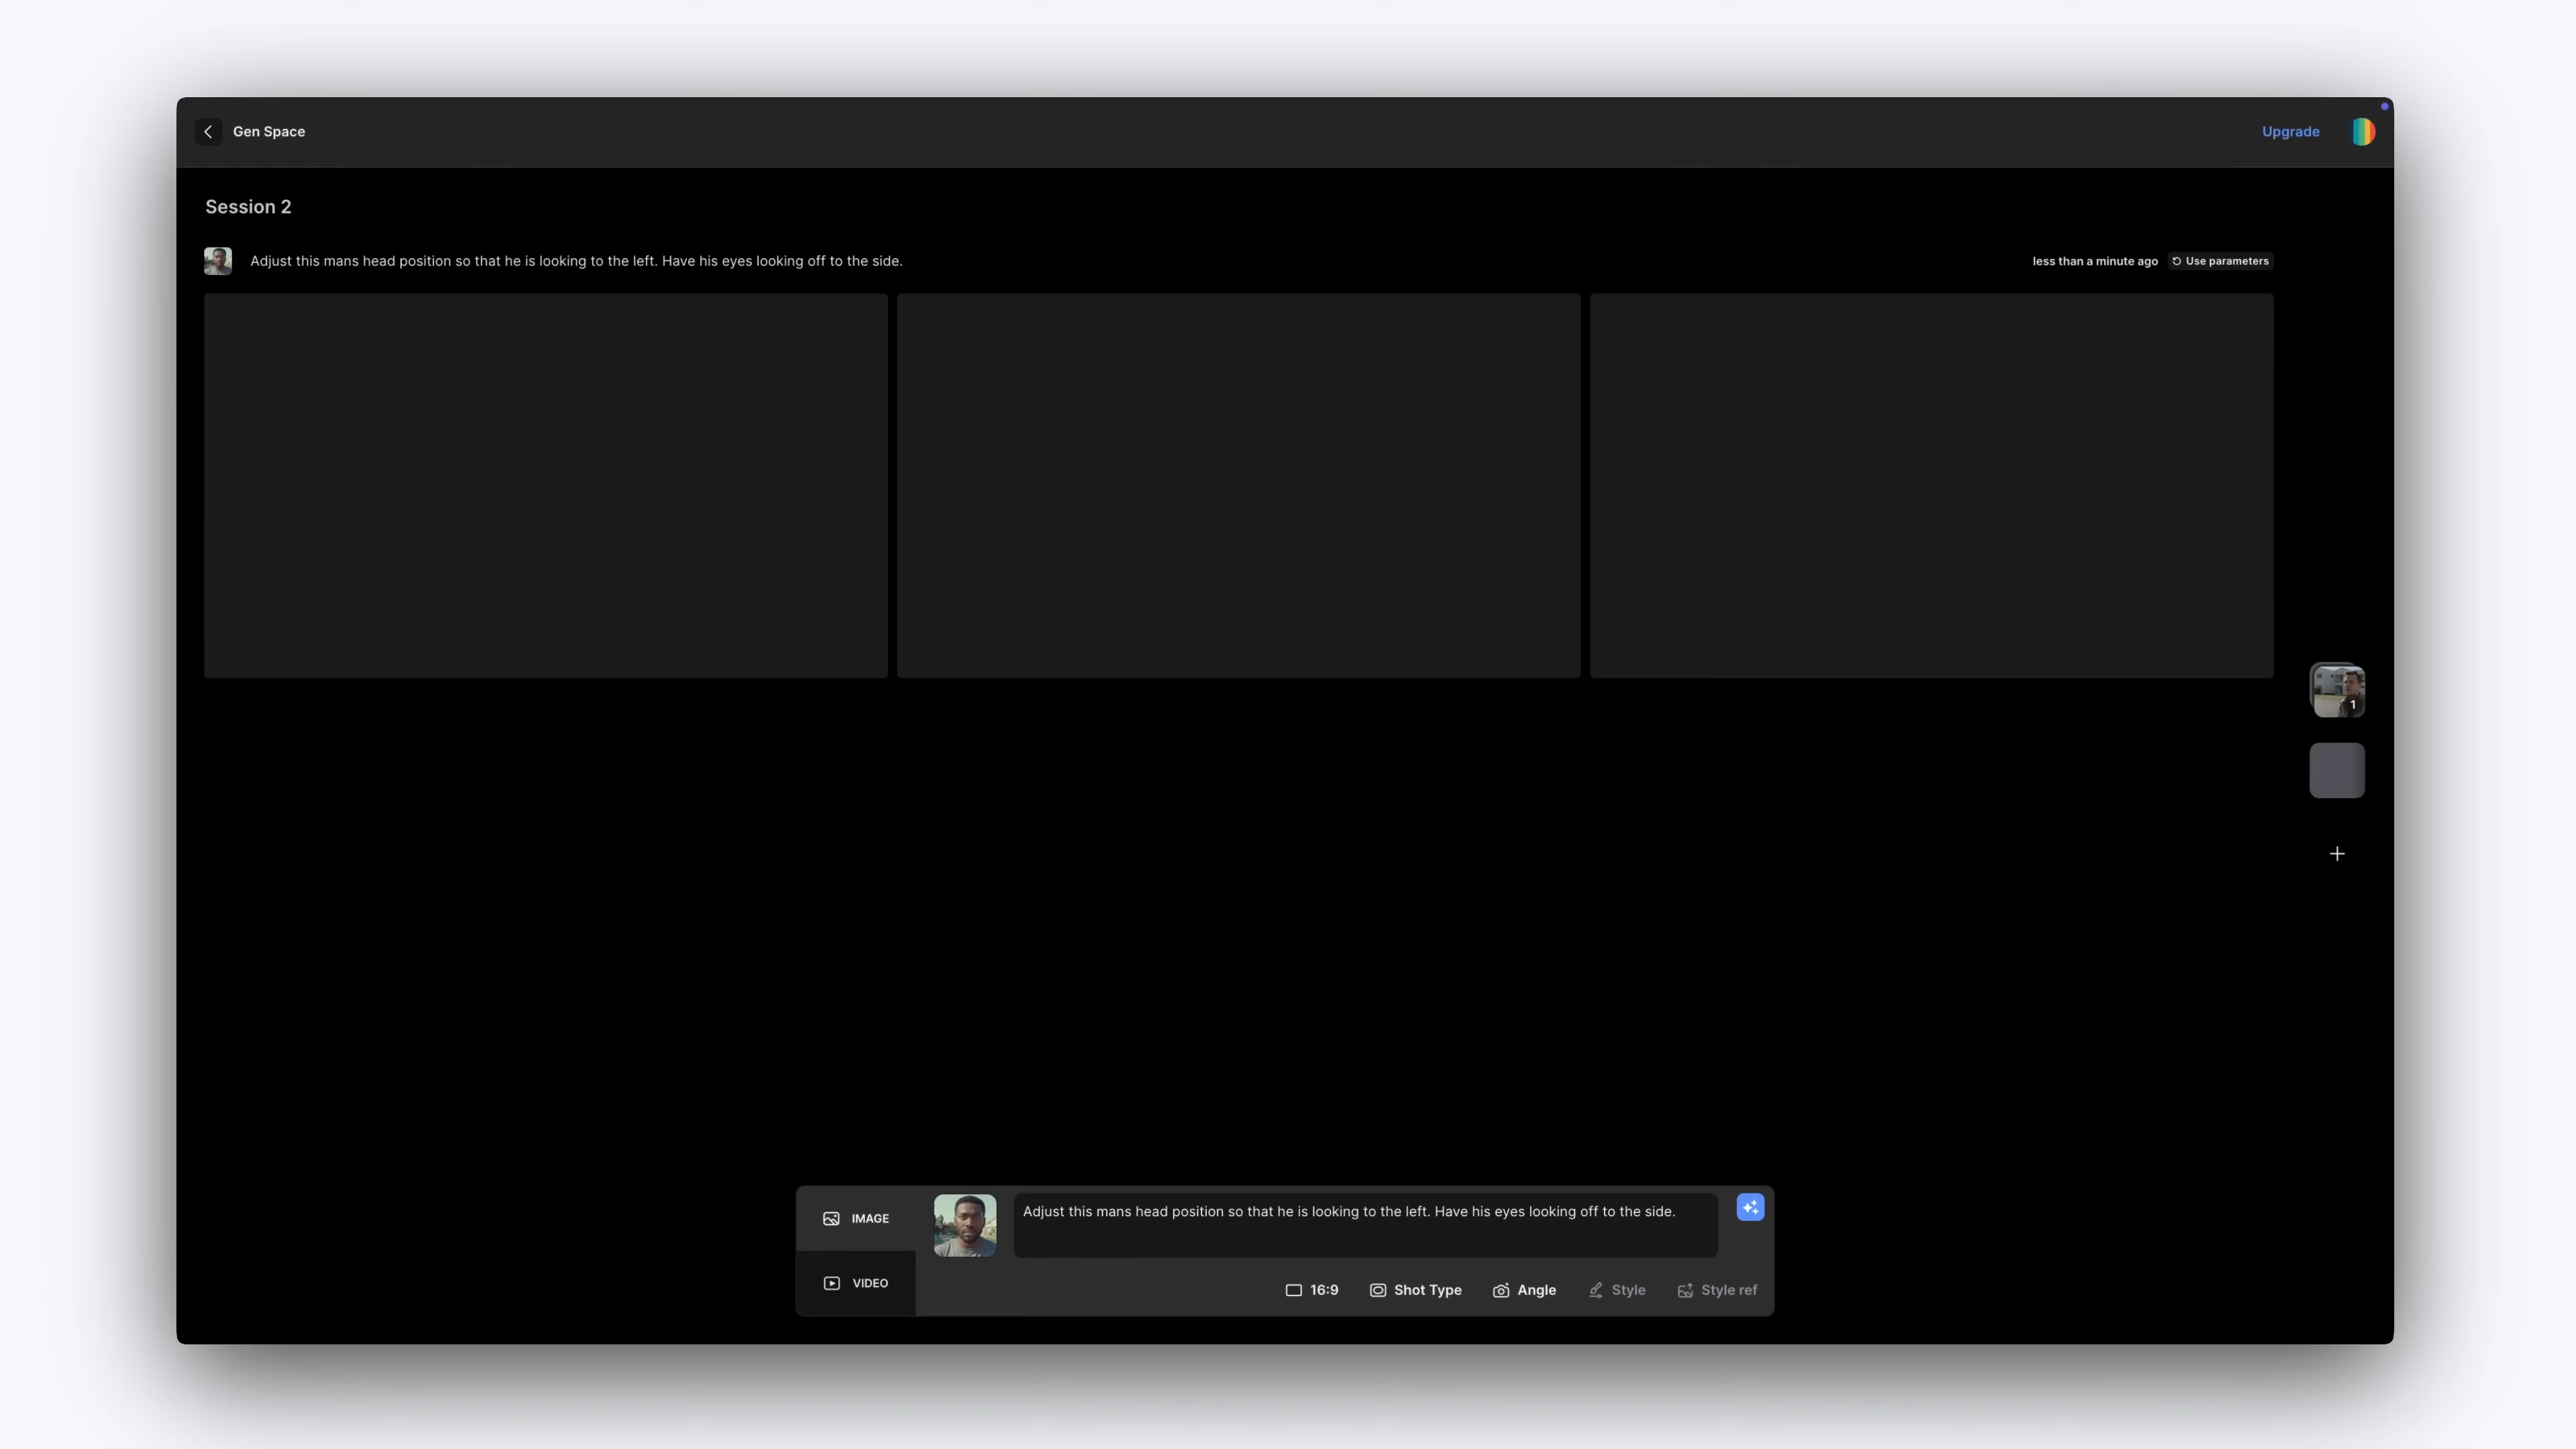 Gen Space
Upgrade
Session 2
Adjust this mans head position so that he is looking to the left. Have his eyes looking off to the side.
less than a minute ago
Use parameters
1
IMAGE
Adjust this mans head position so that he is looking to the left. Have his eyes looking off to the side.
VIDEO
16:9
Shot Type
Angle
Style
Style ref